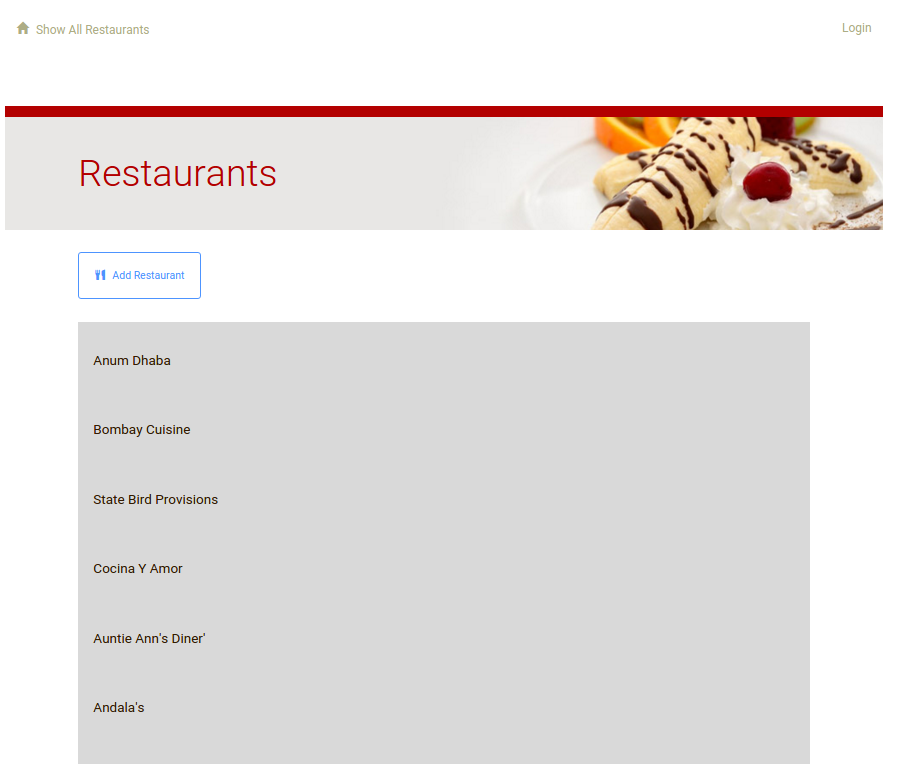 Show All Restaurants
Login
Restaurants
Add Restaurant
Anum Dhaba
Bombay Cuisine
State Bird Provisions
Cocina Y Amor
Auntie Ann's Diner'
Andala's